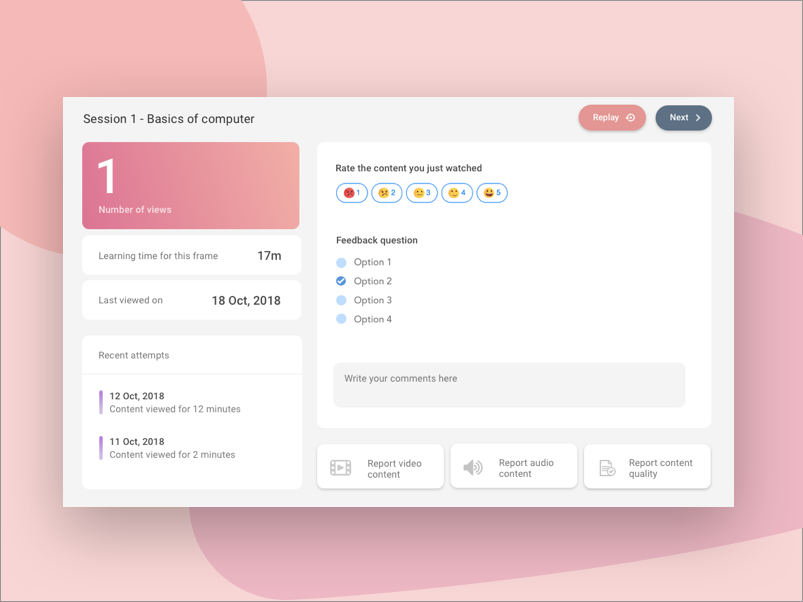 Session 1 - Basics of computer
Replay
Next
1
Number of views
Learning time for this frame 17m
Last viewed on 18 Oct, 2018
Recent attempts
12 Oct, 2018
Content viewed for 12 minutes
11 Oct, 2018
Content viewed for 2 minutes
Rate the content you just watched
1 2 3 4 5
Feedback question
Option 1
Option 2
Option 3
Option 4
Write your comments here
Report video
content
Report audio
content
Report content
quality